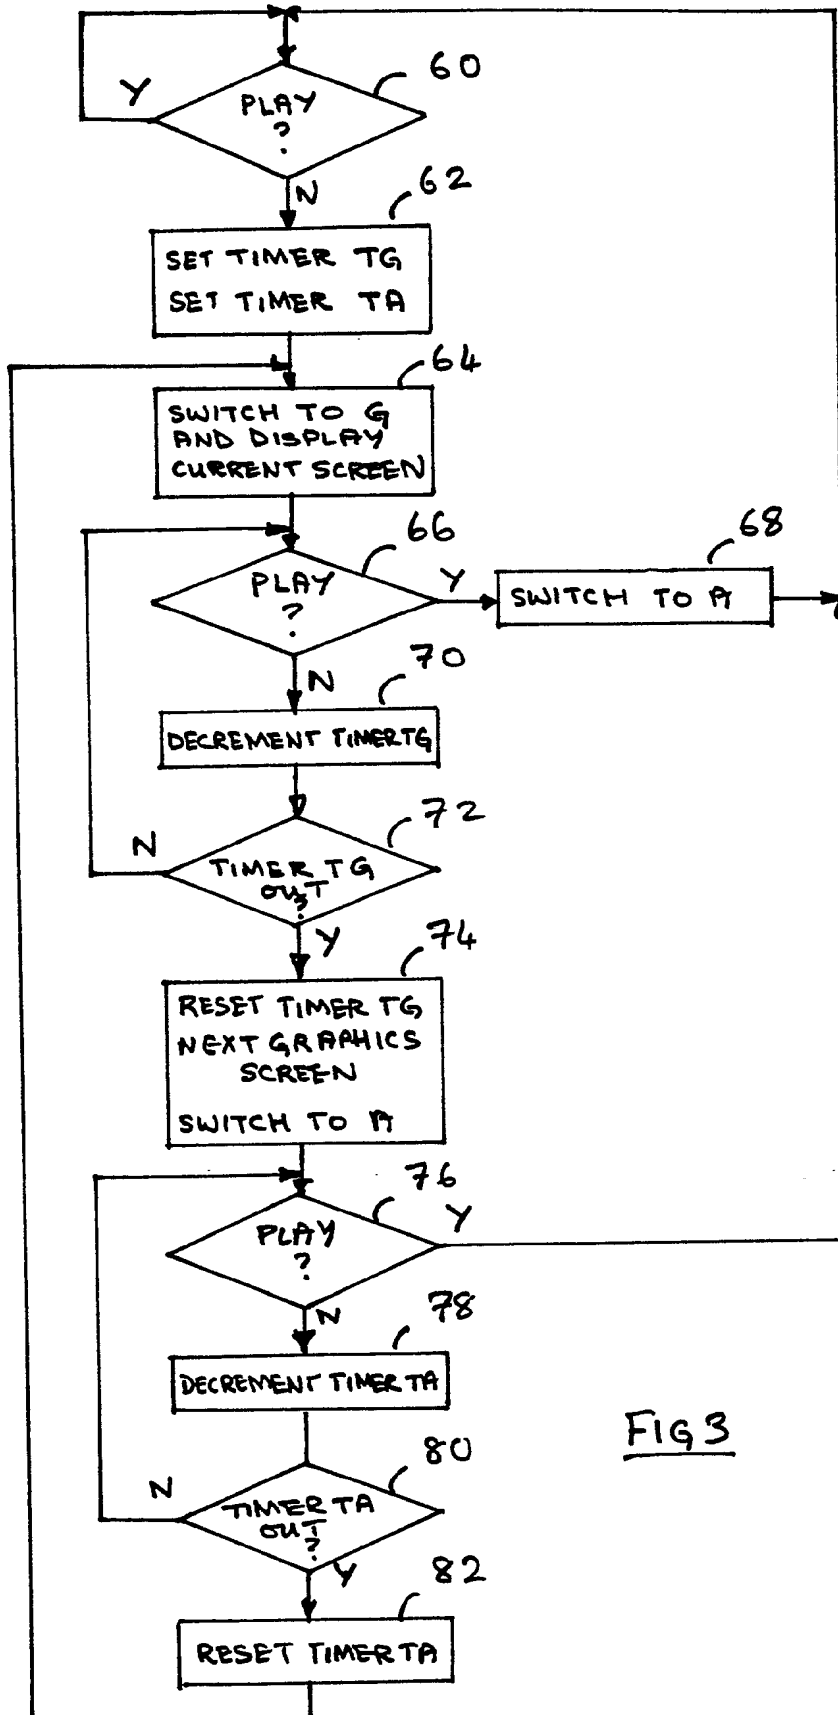 60
Y
PLAY
?
N
62
SET TIMER TG
SET TIMER TA
64
SWITCH TO G
AND DISPLAY
CURRENT SCREEN
66
PLAY
?
Y
68
SWITCH TO A
N
70
DECREMENT TIMER TG
72
N
TIMER TG
OUT
?
Y
74
RESET TIMER TG
NEXT GRAPHICS
SCREEN
SWITCH TO A
76
PLAY
?
Y
N
78
DECREMENT TIMER TA
80
N
TIMER TA
OUT
?
Y
82
RESET TIMER TA
FIG 3